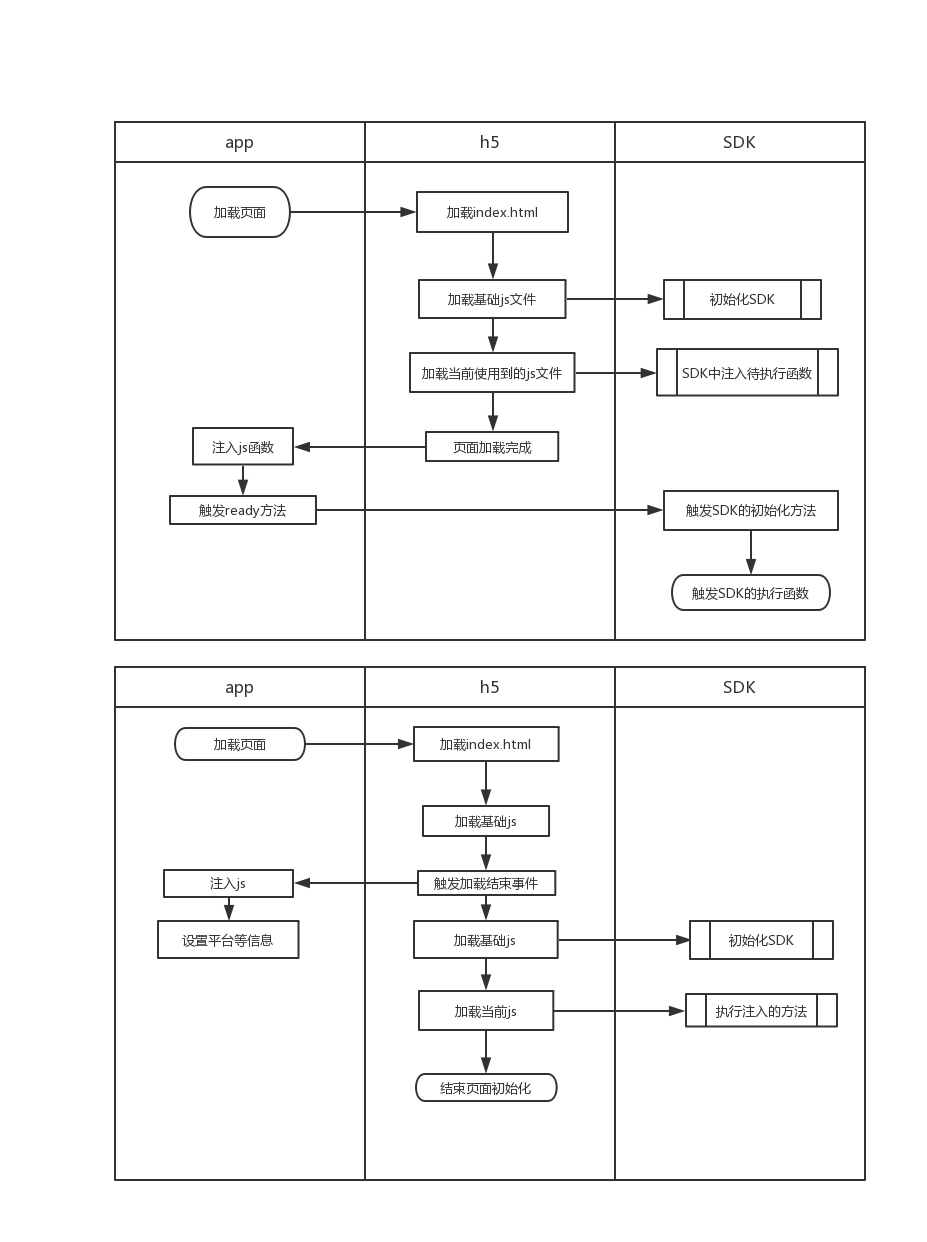 app
h5
SDK
加载页面
加载index.html
加载基础js文件
初始化SDK
加载当前使用到的js文件
SDK中注入待执行函数
注入js函数
页面加载完成
触发ready方法
触发SDK的初始化方法
触发SDK的执行函数
app
h5
SDK
加载页面
加载index.html
加载基础js
注入js
触发加载结束事件
设置平台等信息
加载基础js
初始化SDK
加载当前js
执行注入的方法
结束页面初始化